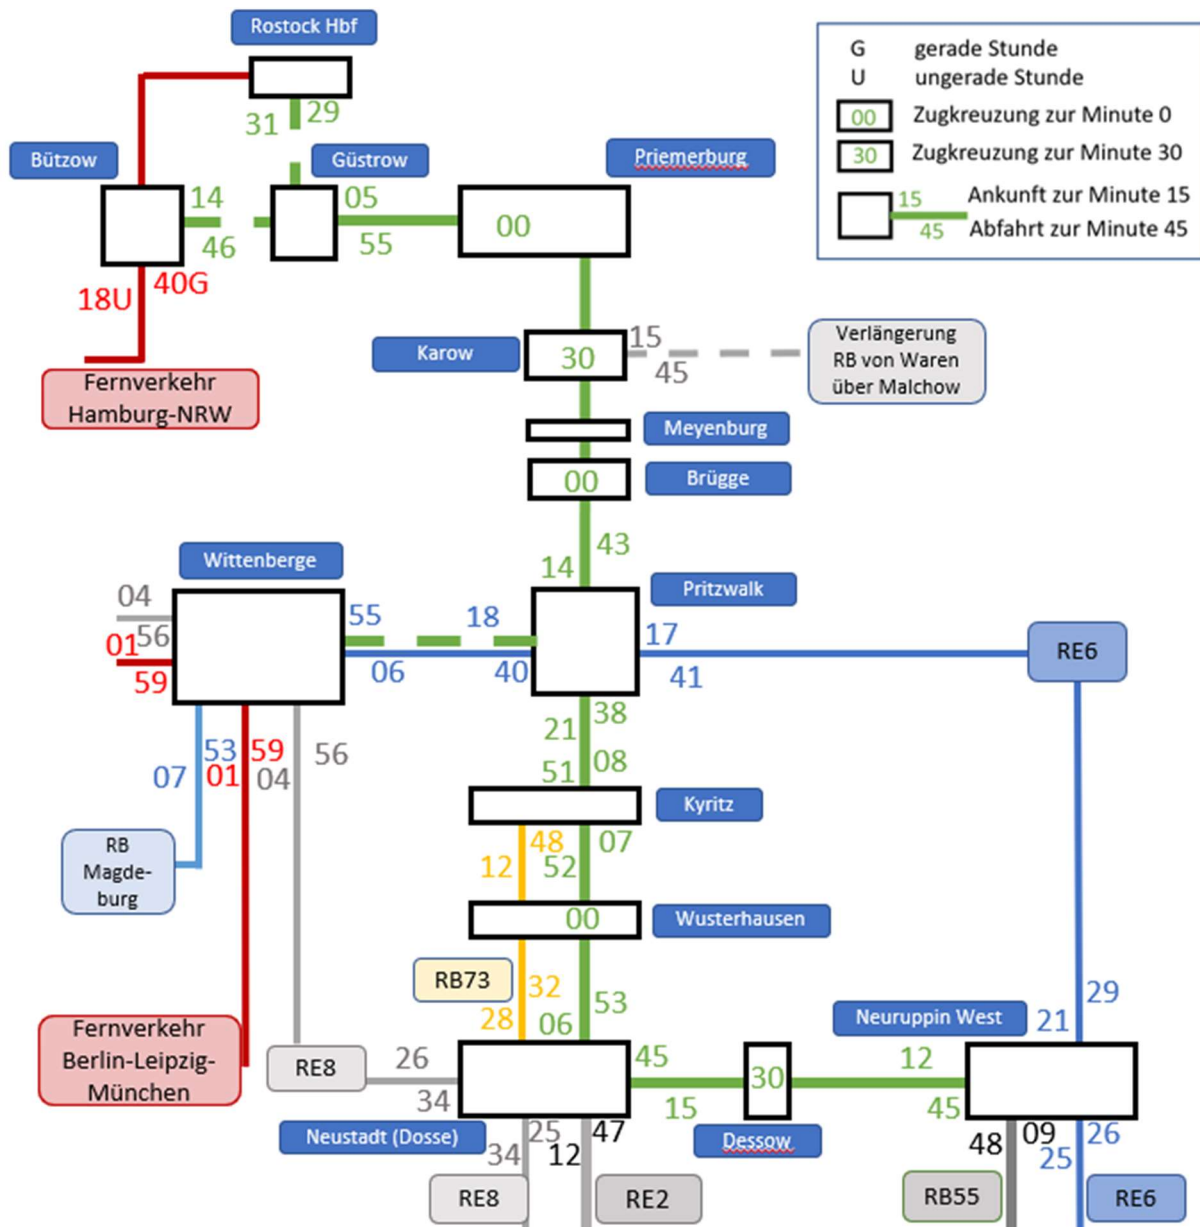 Rostock Hbf
31
29
Bützow
14
46
Güstrow
05
55
Priemerburg
00
G gerade Stunde
U ungerade Stunde
00 Zugkreuzung zur Minute 0
30 Zugkreuzung zur Minute 30
15 Ankunft zur Minute 15
45 Abfahrt zur Minute 45
18U
40G
Fernverkehr
Hamburg-NRW
Karow
30
15
45
Verlängerung
RB von Waren
über Malchow
Meyenburg
00
Brügge
43
14
Wittenberge
Pritzwalk
04
56
01
59
55
06
18
40
17
41
RE6
53
07
59
01
04
56
21
38
51
08
Kyritz
RB
Magde-
burg
48
12
07
52
00
Wusterhausen
RB73
32
28
53
06
Neuruppin West
29
21
Fernverkehr
Berlin-Leipzig-
München
RE8
26
34
45
15
30
12
45
Neustadt (Dosse)
25
34
47
12
Dessow
48
09
26
25
RE8
RE2
RB55
RE6